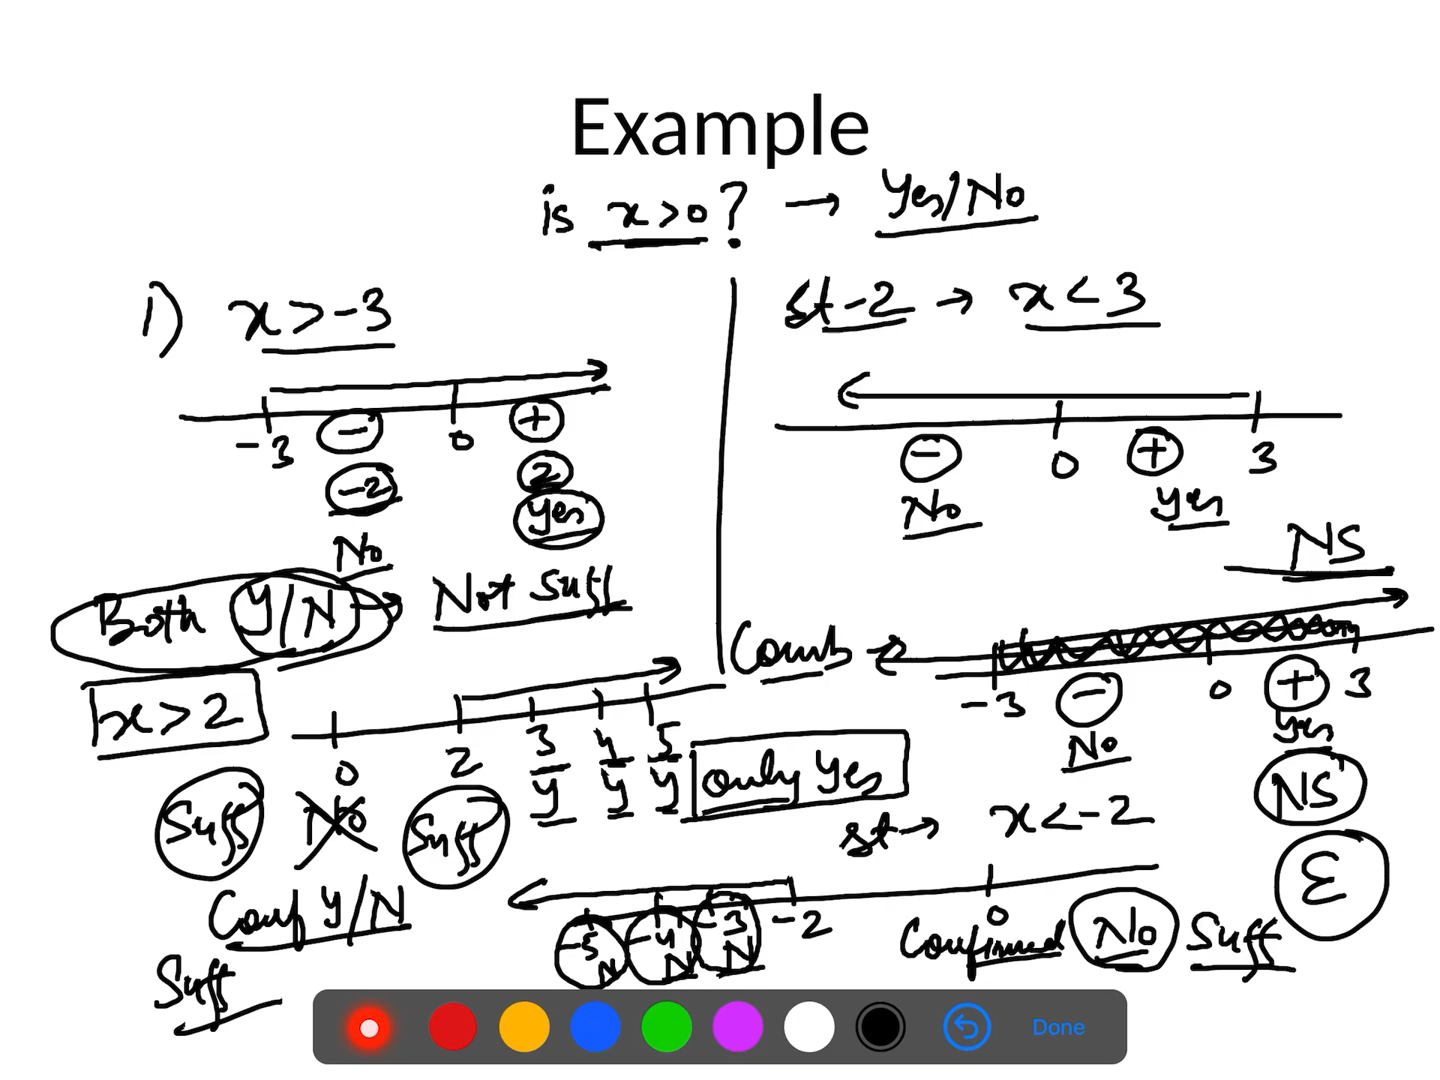 Example
is x>0? → Yes/No
1) x>-3
-3 - 0 +
-2 2
Yes
No
Both Y/N → Not Suff
st-2 → x<3
- 0 + 3
No Yes
NS
Comb
-3 - 0 + 3
No Yes
NS
E
x>2
0 2 3 4 5
Y Y Y
only Yes
Suff No Suff
Conf Y/N
Suff
st → x<-2
-5 -4 -3 -2 0
N N N
Confirmed No Suff
Done